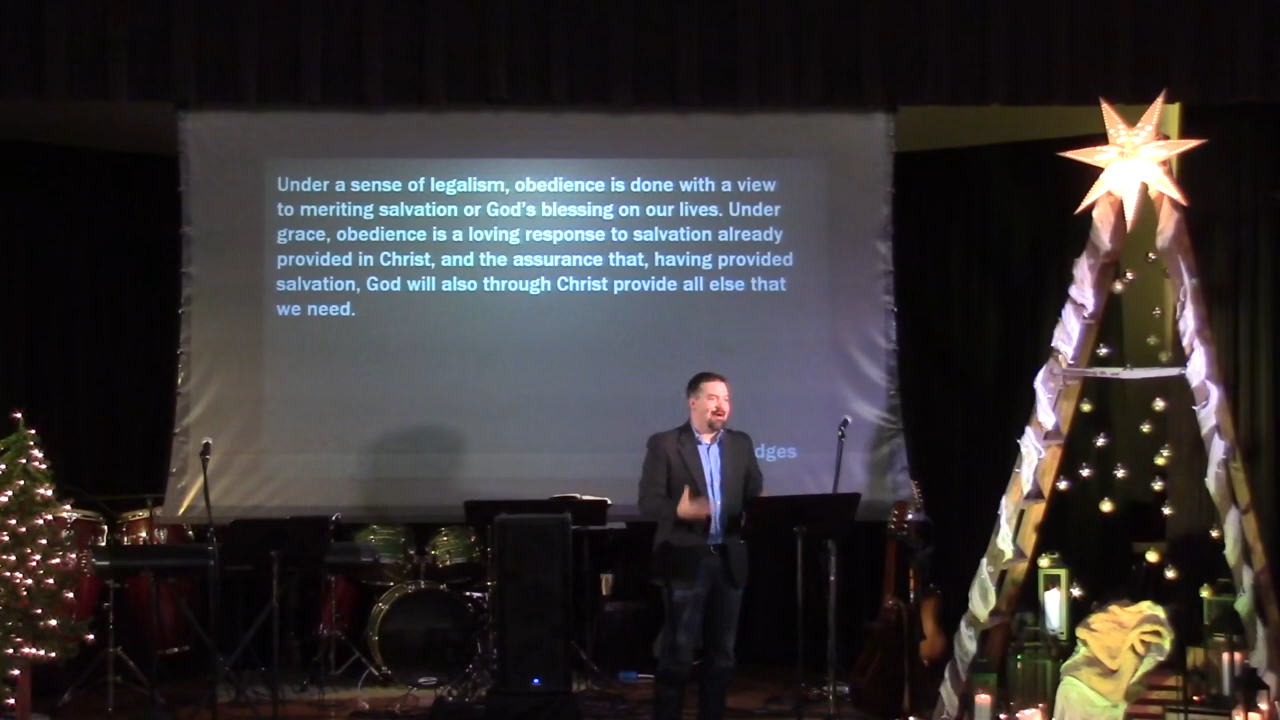 Under a sense of legalism, obedience is done with a view
to meriting salvation or God's blessing on our lives. Under
grace, obedience is a loving response to salvation already
provided in Christ, and the assurance that, having provided
salvation, God will also through Christ provide all else that
we need.